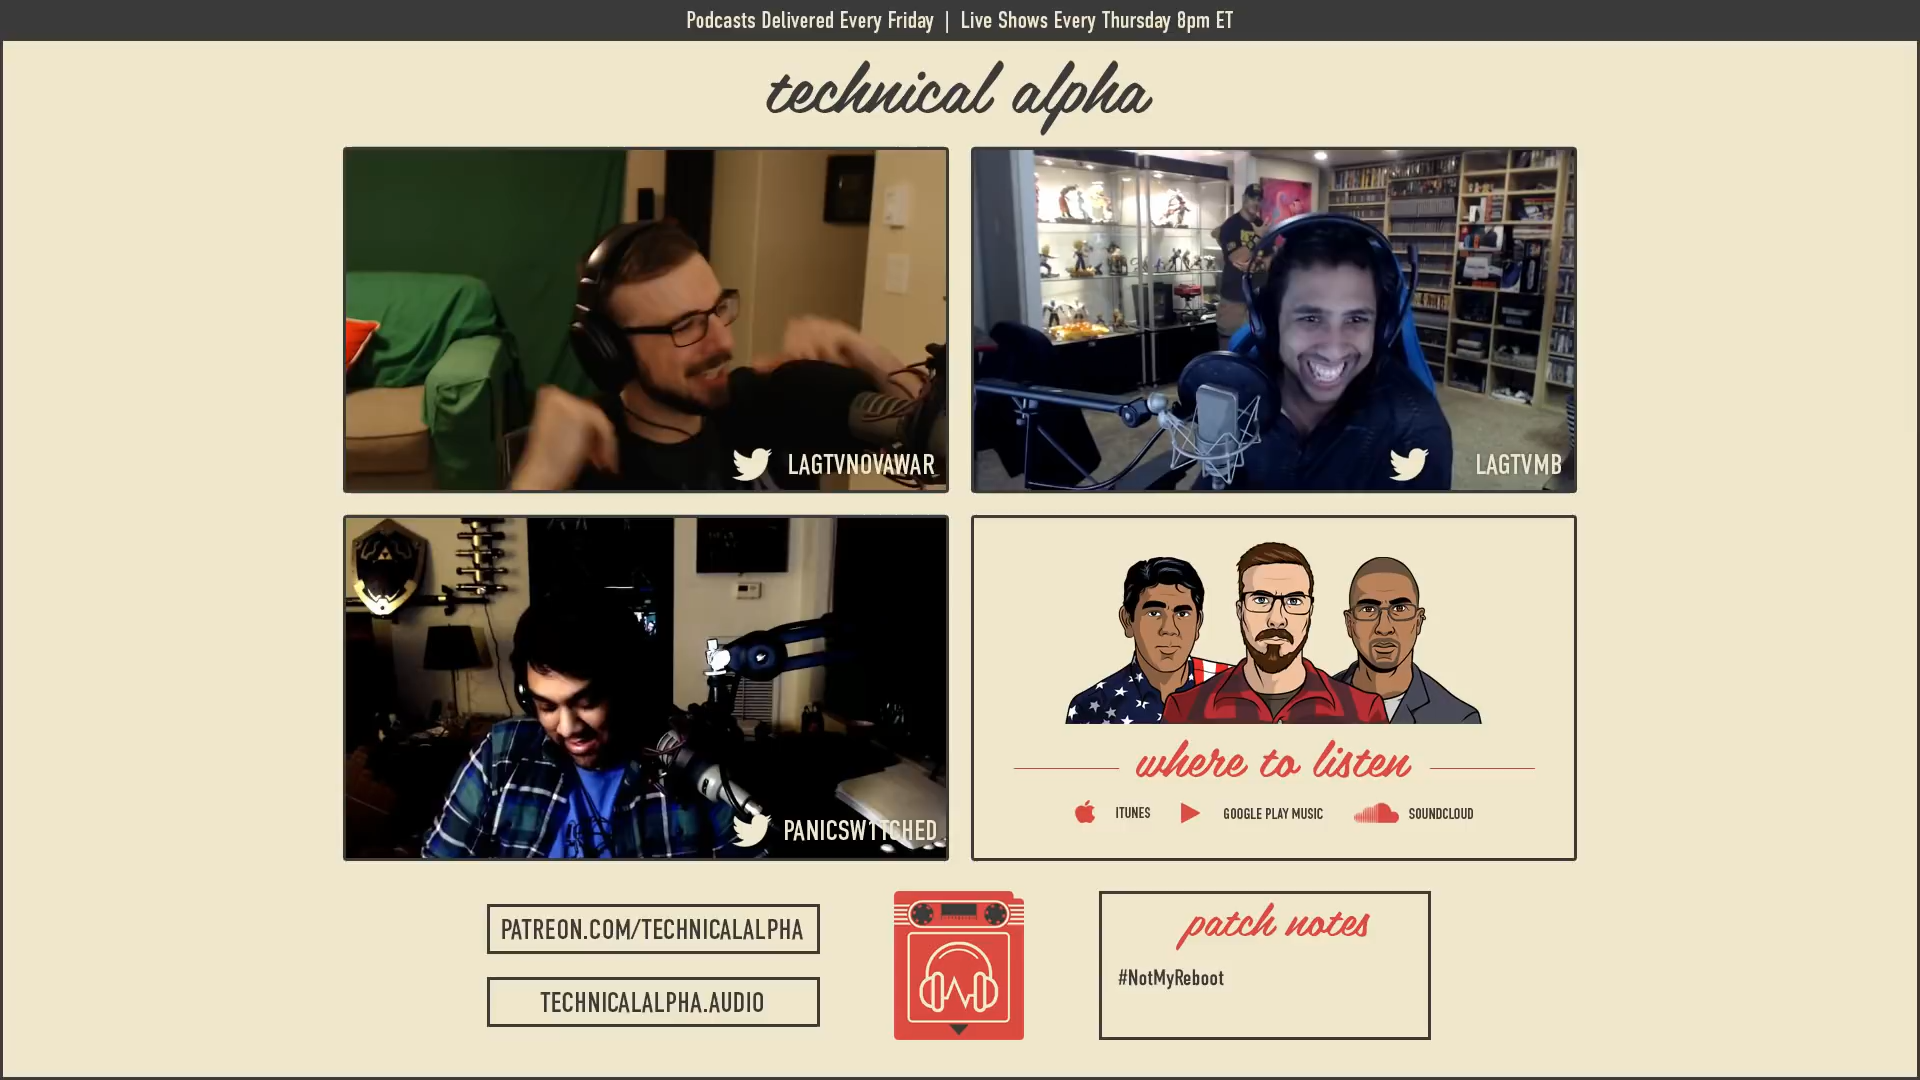 Podcasts Delivered Every Friday | Live Shows Every Thursday 8pm ET
technical alpha
LAGTVNOVAWAR
LAGTVMB
PANICSW1TCHED
where to listen
ITUNES
GOOGLE PLAY MUSIC
SOUNDCLOUD
PATREON.COM/TECHNICALALPHA
TECHNICALALPHA.AUDIO
patch notes
#NotMyReboot